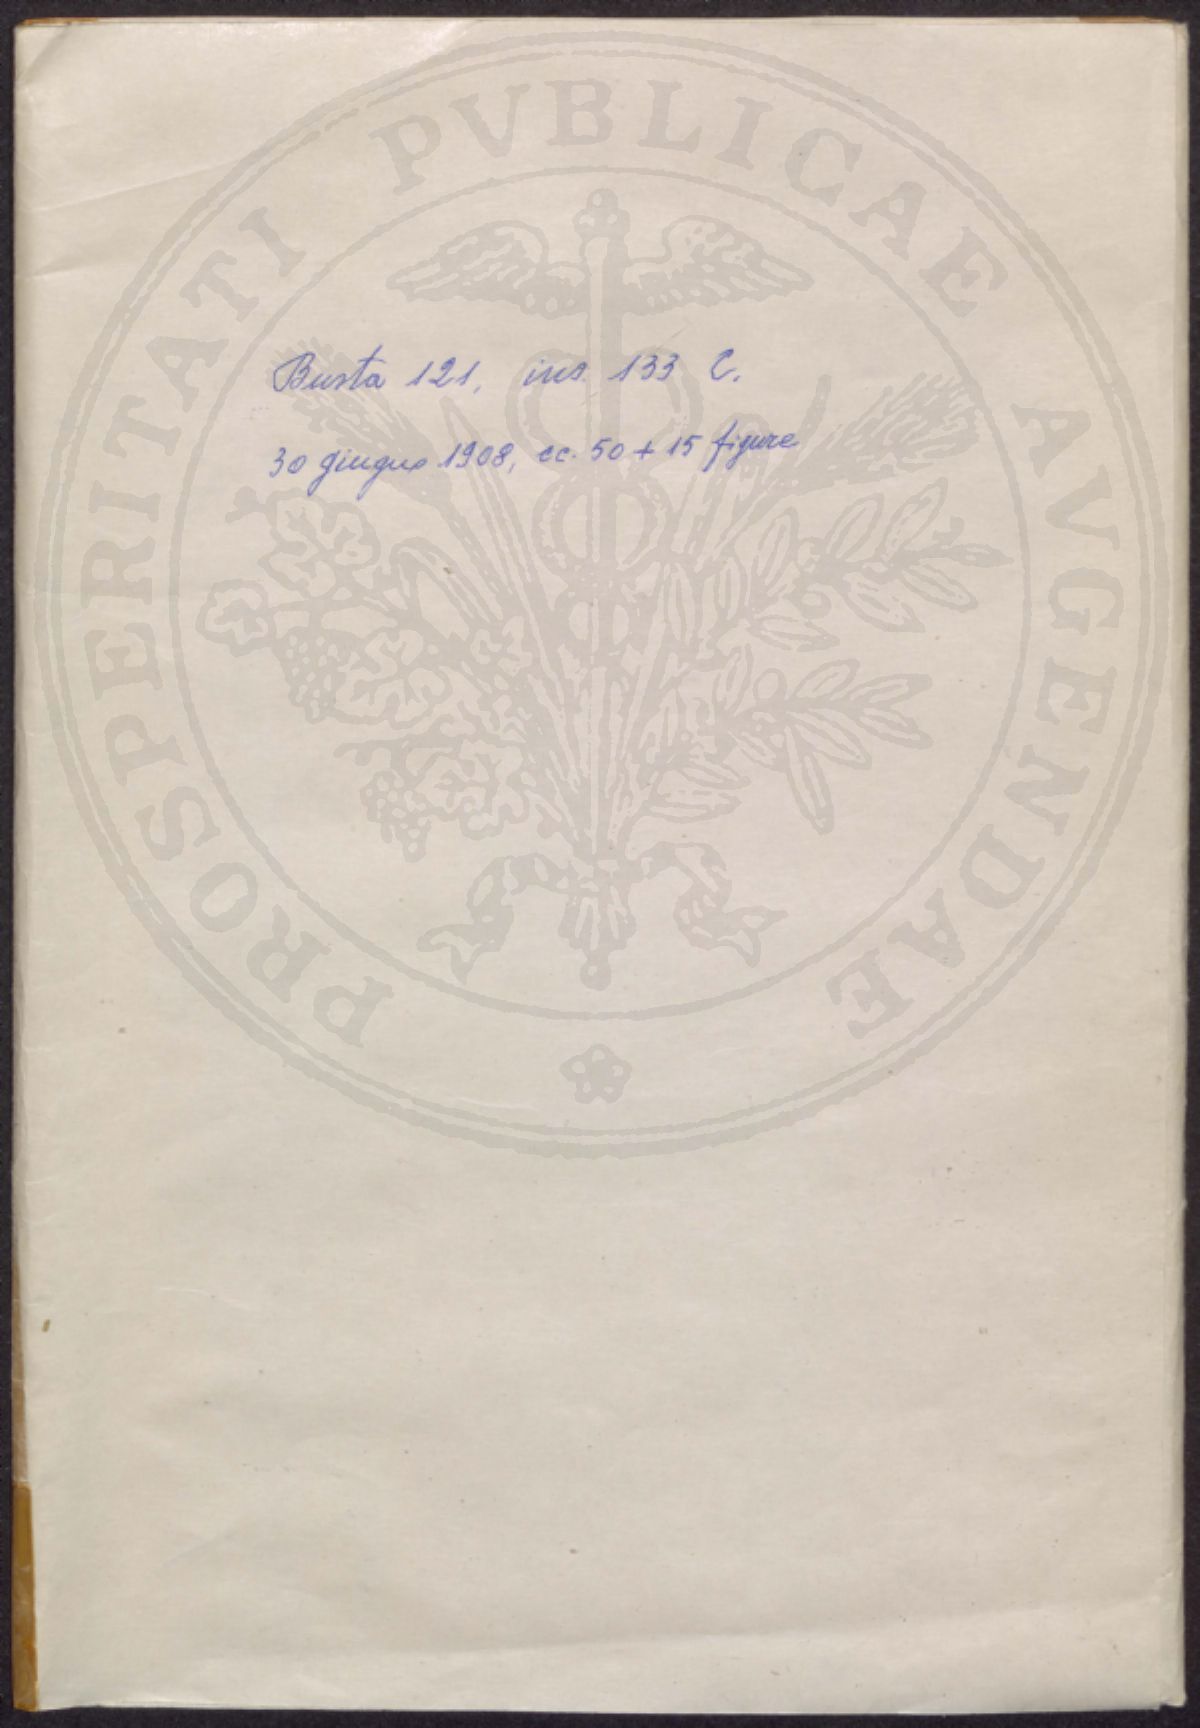 Busta 121, ins. 133 C.
30 giugno 1908, cc. 50 + 15 figure
PROSPERITATI PVBLICAE AVGENDAE